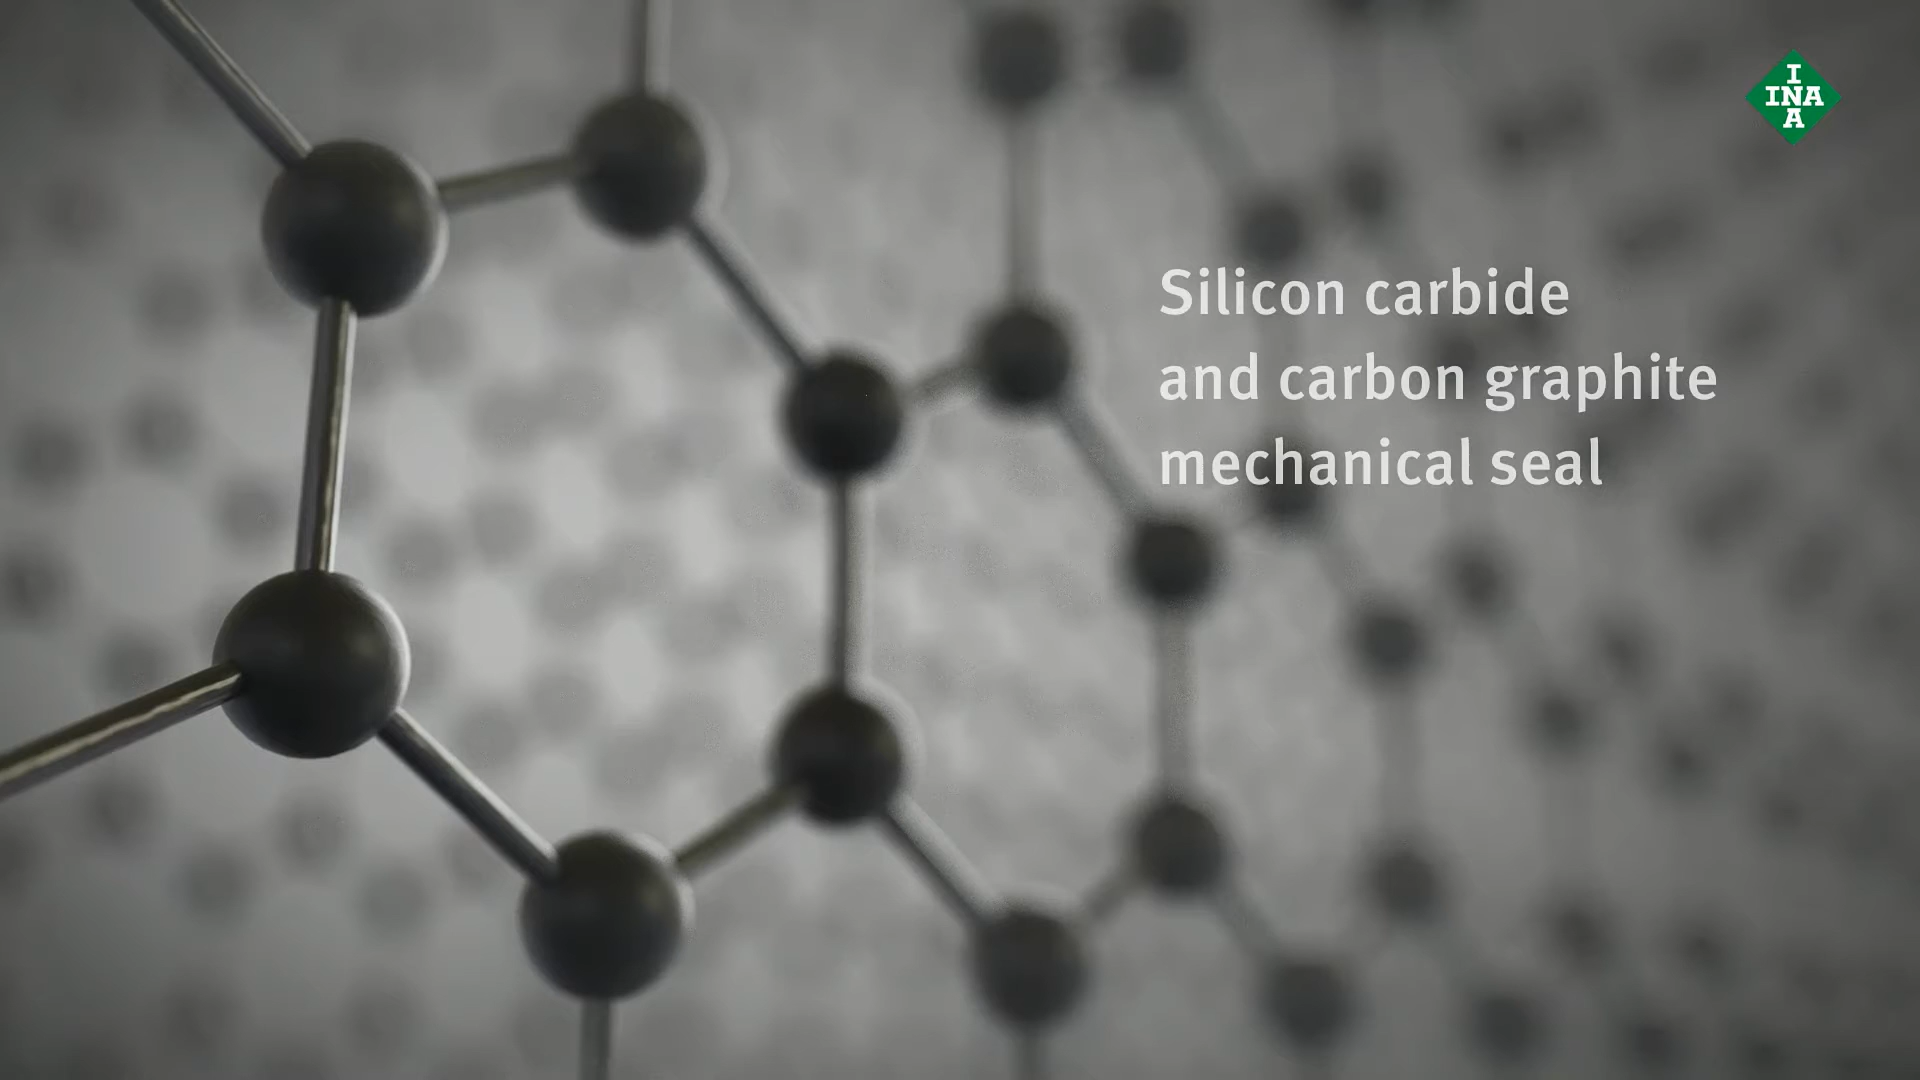 I
INA
A
Silicon carbide
and carbon graphite
mechanical seal